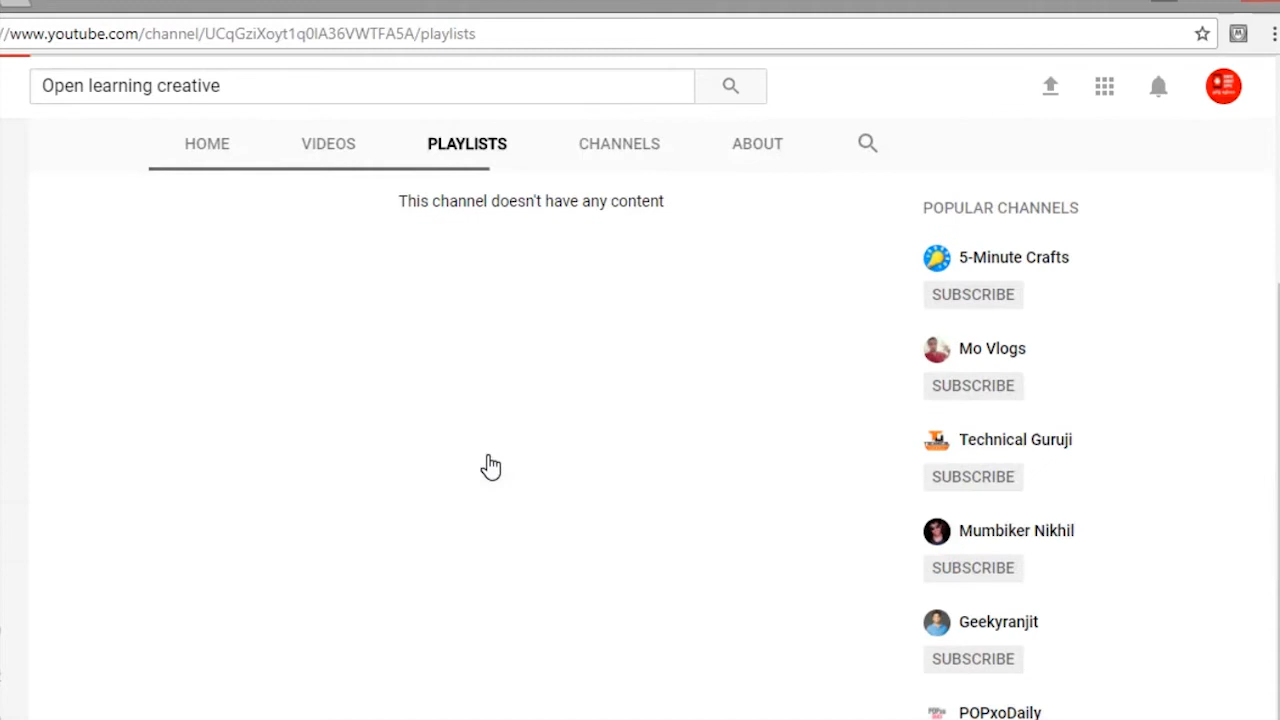 //www.youtube.com/channel/UCqGziXoyt1q0lA36VWTFA5A/playlists
Open learning creative
HOME VIDEOS PLAYLISTS CHANNELS ABOUT
This channel doesn't have any content
POPULAR CHANNELS
5-Minute Crafts
SUBSCRIBE
Mo Vlogs
SUBSCRIBE
Technical Guruji
SUBSCRIBE
Mumbiker Nikhil
SUBSCRIBE
Geekyranjit
SUBSCRIBE
POPxoDaily